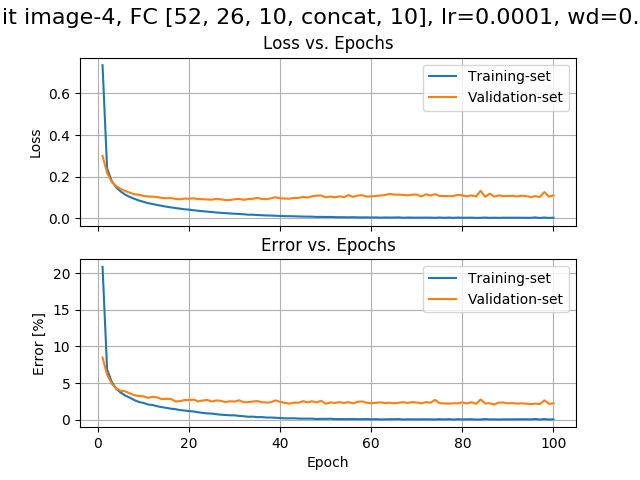 it image-4, FC [52, 26, 10, concat, 10], lr=0.0001, wd=0.
Loss vs. Epochs
Loss
0.6
0.4
0.2
0.0
Training-set
Validation-set
Error vs. Epochs
Error [%]
20
15
10
5
0
Training-set
Validation-set
0 20 40 60 80 100
Epoch